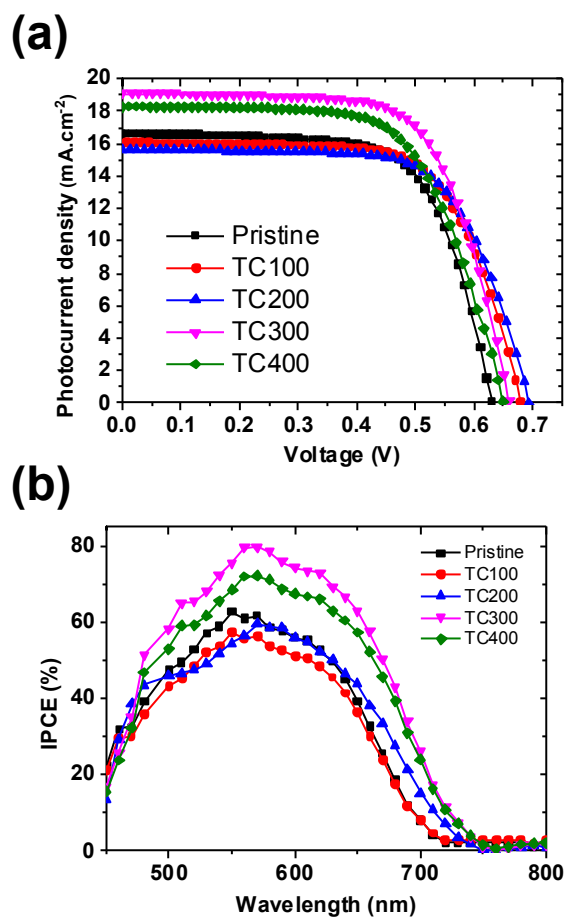 (a)
Photocurrent density (mA.cm-2)
20
18
16
14
12
10
8
6
4
2
0
Pristine
TC100
TC200
TC300
TC400
0.0 0.1 0.2 0.3 0.4 0.5 0.6 0.7
Voltage (V)
(b)
IPCE (%)
80
60
40
20
0
Pristine
TC100
TC200
TC300
TC400
500 600 700 800
Wavelength (nm)